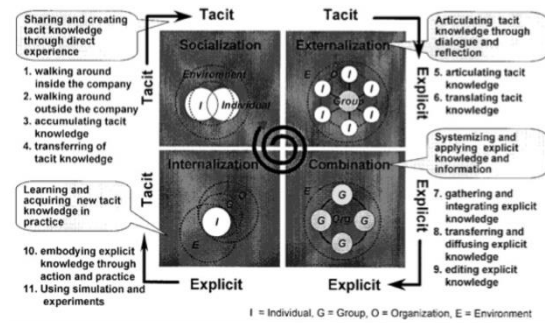 Sharing and creating
tacit knowledge
through direct
experience
Tacit
Tacit
Articulating tacit
knowledge through
dialogue and
reflection
1. walking around
inside the company
2. walking around
outside the company
3. accumulating tacit
knowledge
4. transferring of
tacit knowledge
Tacit
Socialization
Environment
I
Individual
Externalization
E
O
I
I
I
Group
I
I
I
Explicit
5. articulating tacit
knowledge
6. translating tacit
knowledge
Systemizing and
applying explicit
knowledge and
information
Learning and
acquiring new tacit
knowledge in
practice
Tacit
Internalization
G
O
I
E
Combination
E
G
G
Org
G
G
Explicit
7. gathering and
integrating explicit
knowledge
8. transferring and
diffusing explicit
knowledge
9. editing explicit
knowledge
10. embodying explicit
knowledge through
action and practice
11. Using simulation and
experiments
Explicit
Explicit
I = Individual, G = Group, O = Organization, E = Environment